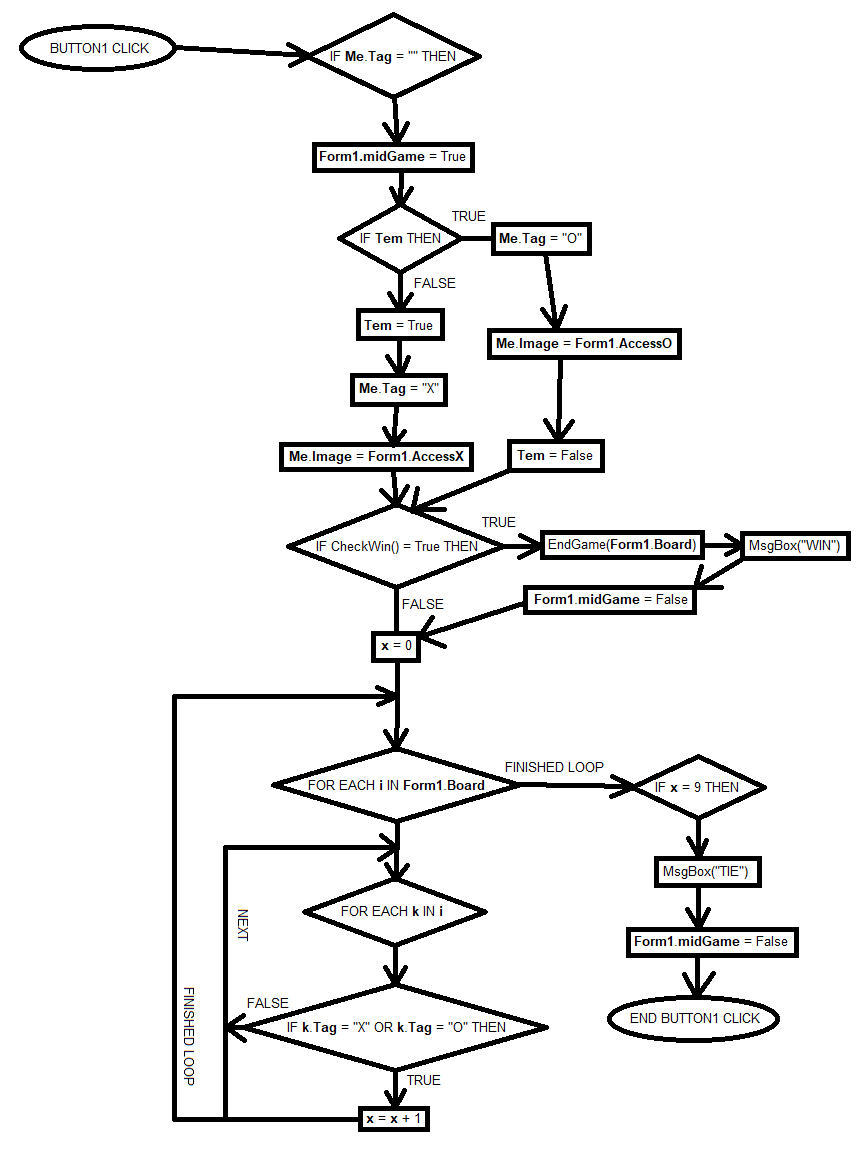 BUTTON1 CLICK
IF Me.Tag = "" THEN
Form1.midGame = True
TRUE
IF Tem THEN
Me.Tag = "O"
FALSE
Tem = True
Me.Image = Form1.AccessO
Me.Tag = "X"
Me.Image = Form1.AccessX
Tem = False
TRUE
IF CheckWin() = True THEN
EndGame(Form1.Board)
MsgBox("WIN")
FALSE
Form1.midGame = False
x = 0
FINISHED LOOP
FOR EACH i IN Form1.Board
IF x = 9 THEN
MsgBox("TIE")
FOR EACH k IN i
NEXT
Form1.midGame = False
FINISHED LOOP
FALSE
IF k.Tag = "X" OR k.Tag = "O" THEN
END BUTTON1 CLICK
TRUE
x = x + 1